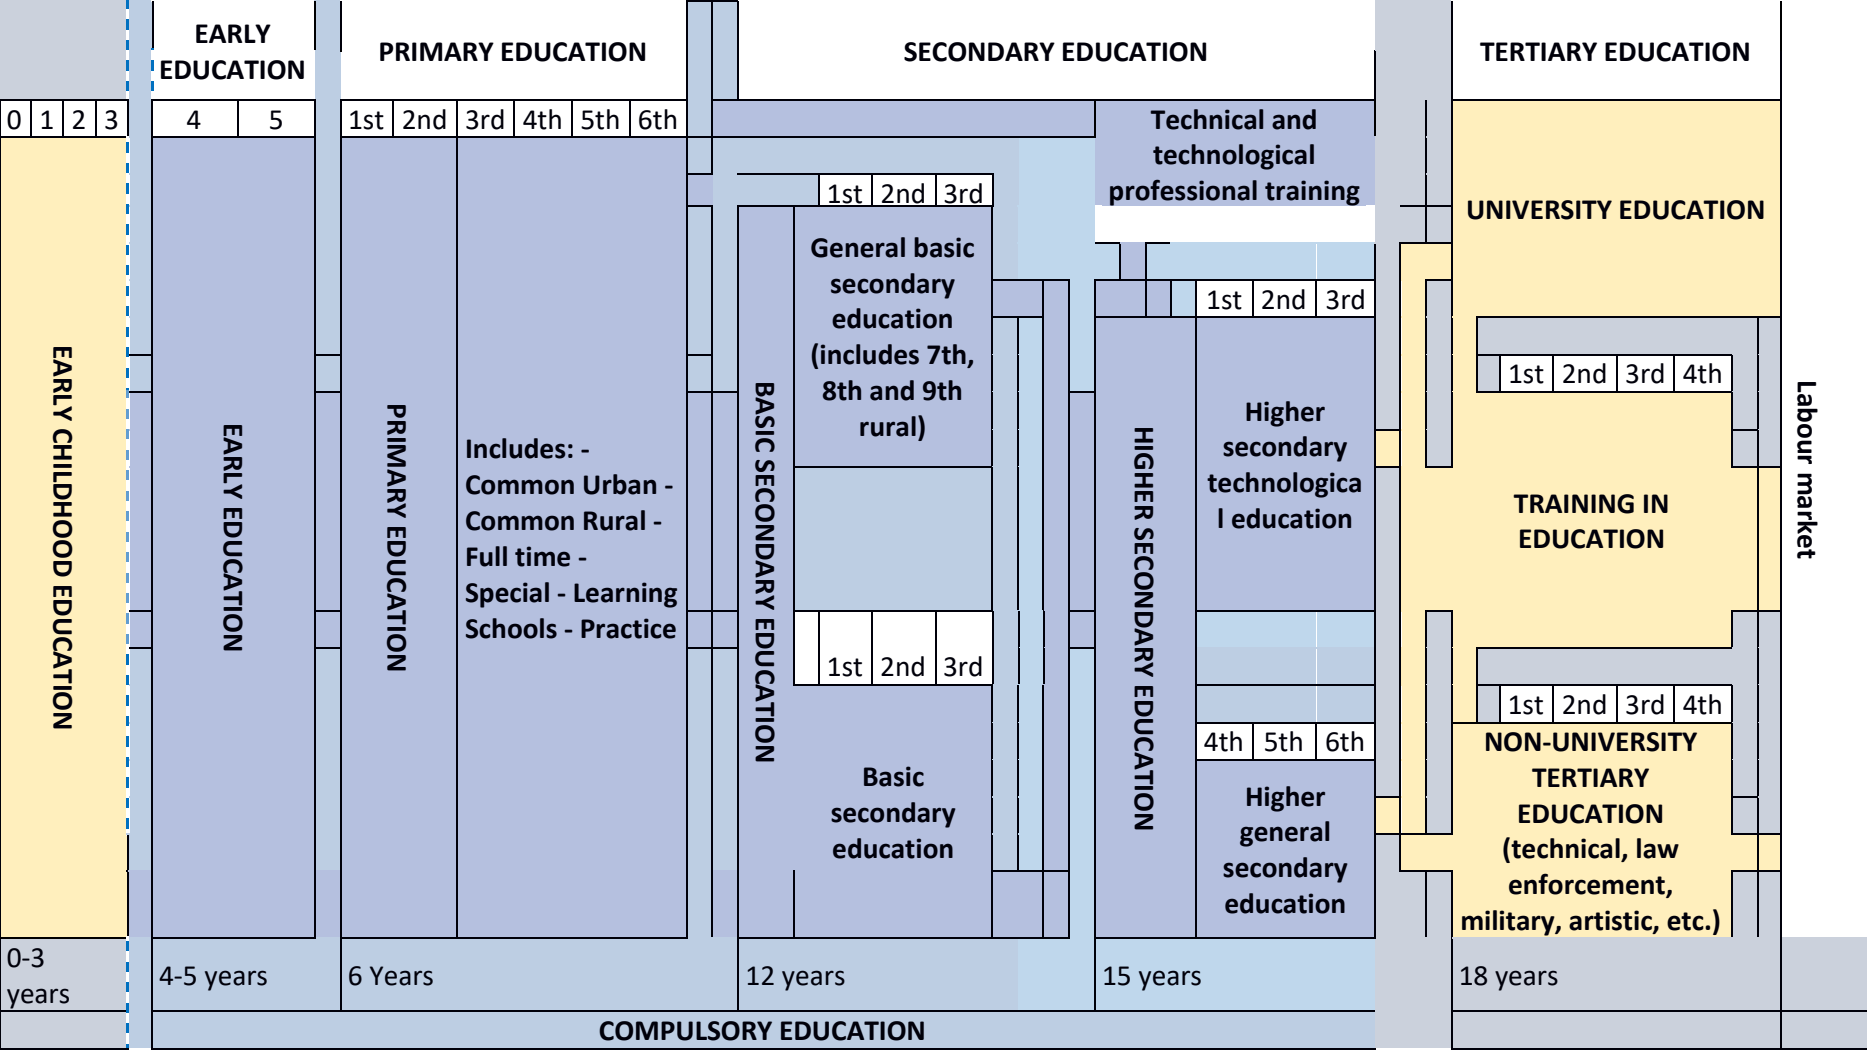 EARLY
EDUCATION
PRIMARY EDUCATION
SECONDARY EDUCATION
TERTIARY EDUCATION
0 1 2 3
4 5
1st 2nd 3rd 4th 5th 6th
Technical and
technological
professional training
EARLY CHILDHOOD EDUCATION
EARLY EDUCATION
PRIMARY EDUCATION
Includes: -
Common Urban -
Common Rural -
Full time -
Special - Learning
Schools - Practice
BASIC SECONDARY EDUCATION
1st 2nd 3rd
General basic
secondary
education
(includes 7th,
8th and 9th
rural)
1st 2nd 3rd
Basic
secondary
education
HIGHER SECONDARY EDUCATION
1st 2nd 3rd
Higher
secondary
technologica
l education
4th 5th 6th
Higher
general
secondary
education
UNIVERSITY EDUCATION
1st 2nd 3rd 4th
TRAINING IN
EDUCATION
1st 2nd 3rd 4th
NON-UNIVERSITY
TERTIARY
EDUCATION
(technical, law
enforcement,
military, artistic, etc.)
Labour market
0-3
years
4-5 years
6 Years
12 years
15 years
18 years
COMPULSORY EDUCATION